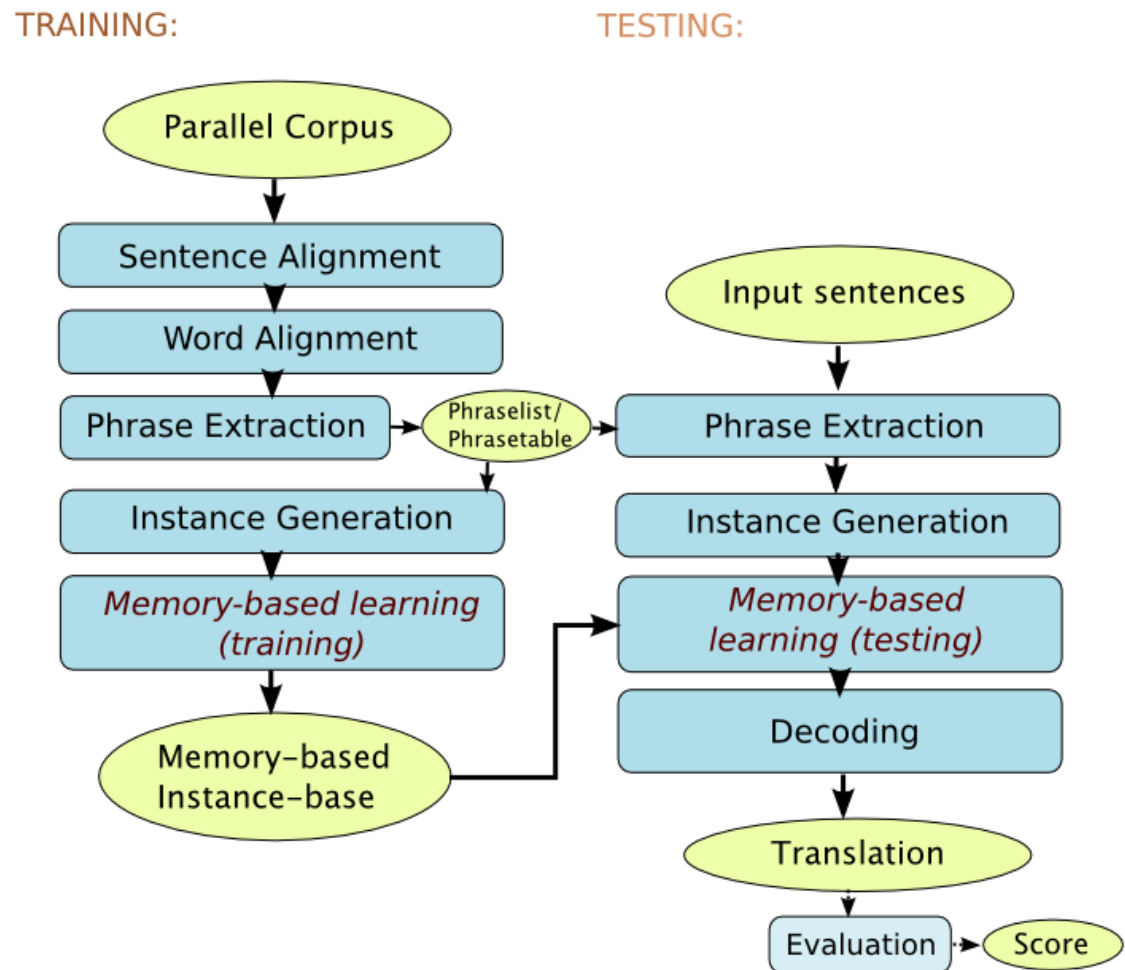 TRAINING:
TESTING:
Parallel Corpus
Sentence Alignment
Word Alignment
Phrase Extraction
Phraselist/
Phrasetable
Instance Generation
Memory-based learning
(training)
Memory-based
Instance-base
Input sentences
Phrase Extraction
Instance Generation
Memory-based
learning (testing)
Decoding
Translation
Evaluation
Score